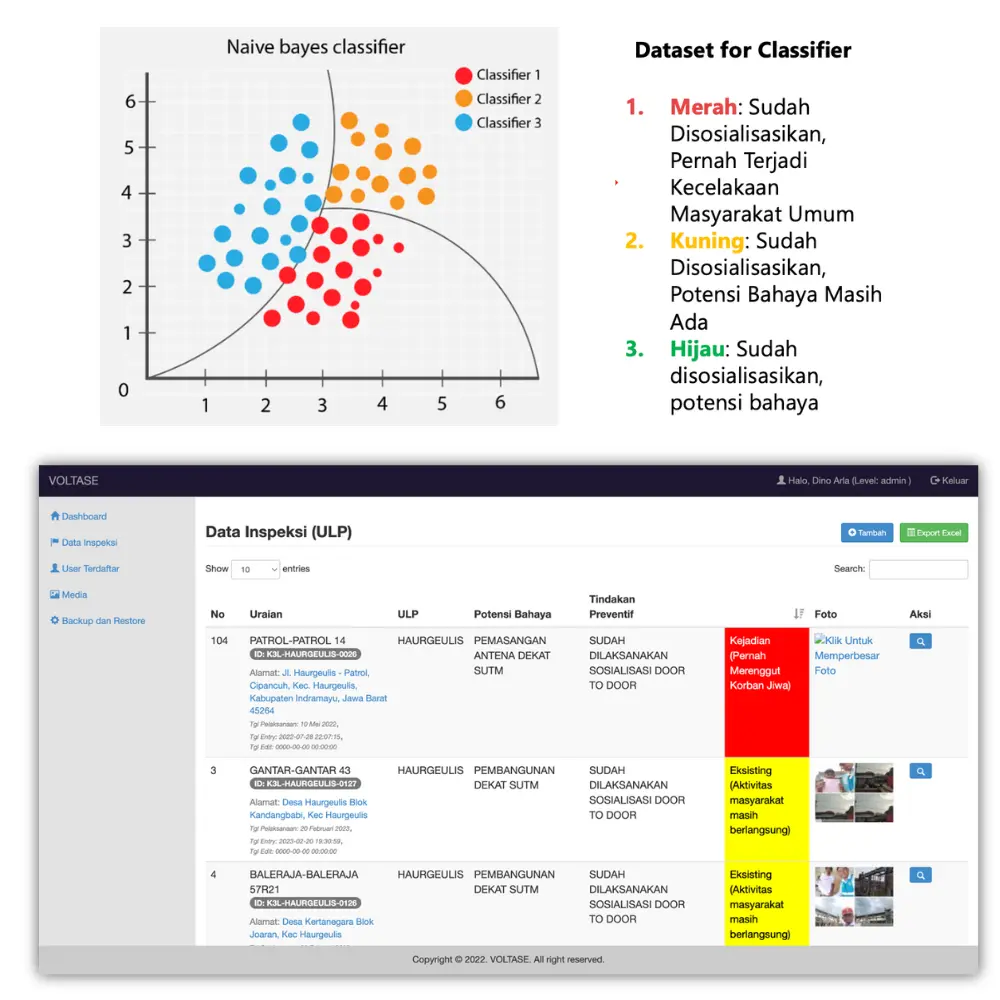 Naive bayes classifier
Classifier 1
Classifier 2
Classifier 3
6
5
4
3
2
1
0
1
2
3
4
5
6
Dataset for Classifier
1. Merah: Sudah
Disosialisasikan,
Pernah Terjadi
Kecelakaan
Masyarakat Umum
2. Kuning: Sudah
Disosialisasikan,
Potensi Bahaya Masih
Ada
3. Hijau: Sudah
disosialisasikan,
potensi bahaya
VOLTASE
Halo, Dino Arla (Level: admin )
Keluar
Dashboard
Data Inspeksi
User Terdaftar
Media
Backup dan Restore
Data Inspeksi (ULP)
Tambah
Export Excel
Show 10 entries
Search:
No
Uraian
ULP
Potensi Bahaya
Tindakan
Preventif
Foto
Aksi
104
PATROL-PATROL 14
ID: K3L-HAURGEULIS-0026
Alamat: Jl. Haurgeulis - Patrol,
Cipancuh, Kec. Haurgeulis,
Kabupaten Indramayu, Jawa Barat
45264
Tgl Pelaksanaan: 10 Mei 2022,
Tgl Entry: 2022-07-28 22:07:15,
Tgl Edit: 0000-00-00 00:00:00
HAURGEULIS
PEMASANGAN
ANTENA DEKAT
SUTM
SUDAH
DILAKSANAKAN
SOSIALISASI DOOR
TO DOOR
Kejadian
(Pernah
Merenggut
Korban Jiwa)
Klik Untuk
Memperbesar
Foto
3
GANTAR-GANTAR 43
ID: K3L-HAURGEULIS-0127
Alamat: Desa Haurgeulis Blok
Kandangbabi, Kec Haurgeulis
Tgl Pelaksanaan: 20 Februari 2023,
Tgl Entry: 2023-02-20 19:30:59,
Tgl Edit: 0000-00-00 00:00:00
HAURGEULIS
PEMBANGUNAN
DEKAT SUTM
SUDAH
DILAKSANAKAN
SOSIALISASI DOOR
TO DOOR
Eksisting
(Aktivitas
masyarakat
masih
berlangsung)
4
BALERAJA-BALERAJA
57R21
ID: K3L-HAURGEULIS-0126
Alamat: Desa Kertanegara Blok
Joaran, Kec Haurgeulis
HAURGEULIS
PEMBANGUNAN
DEKAT SUTM
SUDAH
DILAKSANAKAN
SOSIALISASI DOOR
TO DOOR
Eksisting
(Aktivitas
masyarakat
masih
berlangsung)
Copyright © 2022. VOLTASE. All right reserved.